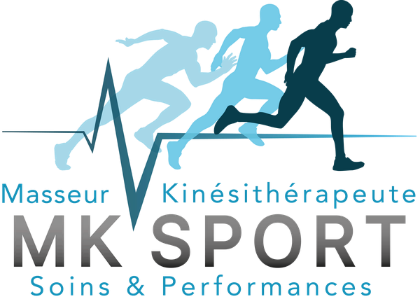 Masseur Kinésithérapeute
MK SPORT
Soins & Performances